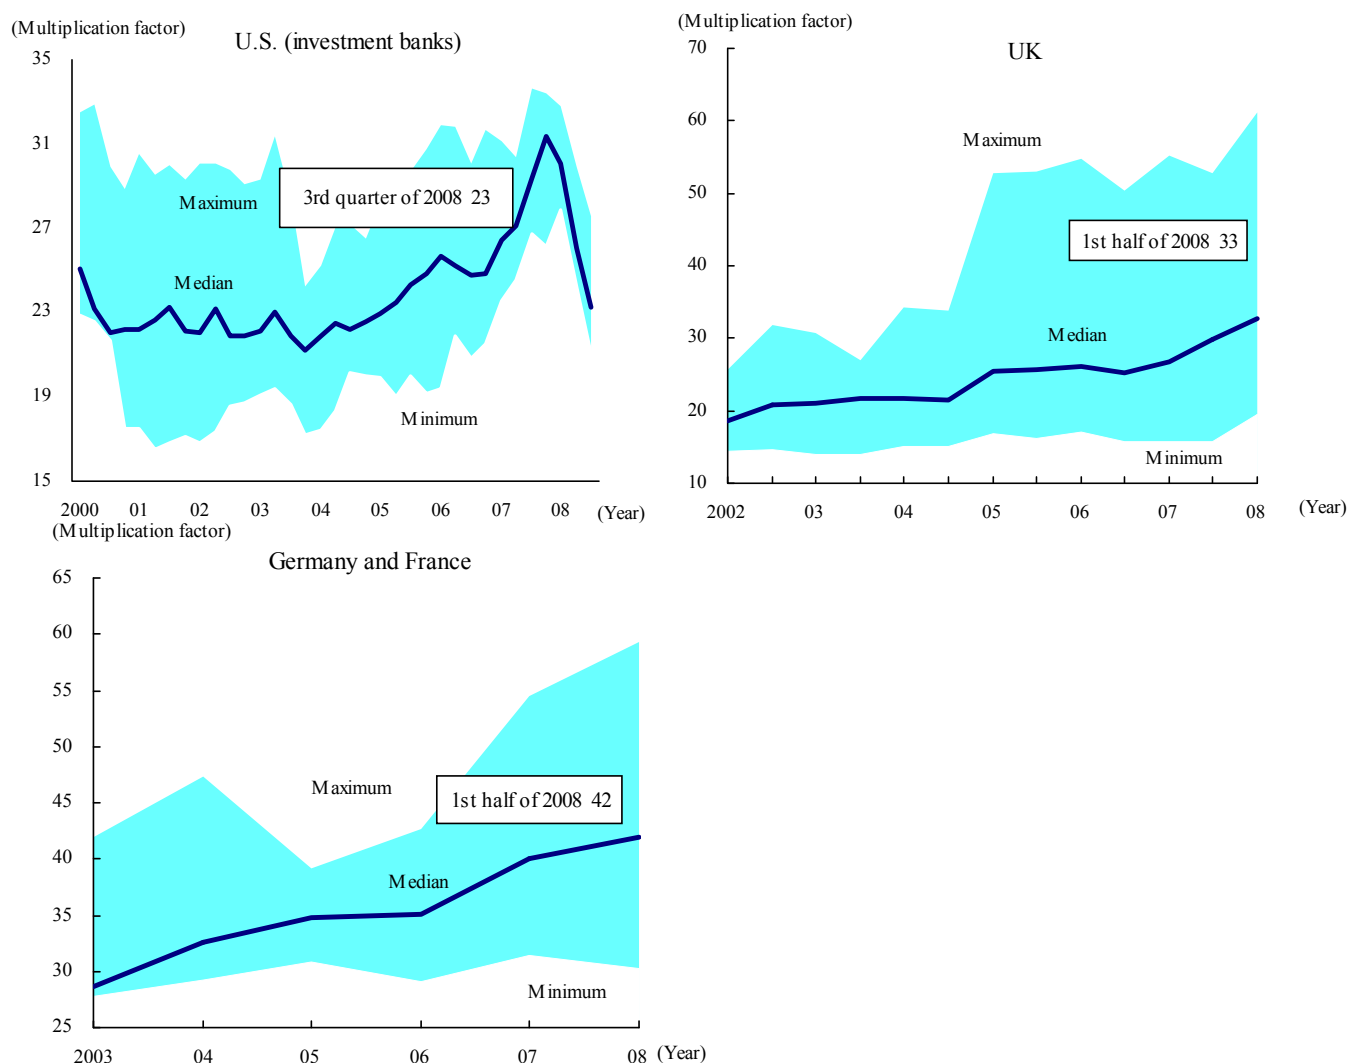 (Multiplication factor)
U.S. (investment banks)
35
31
27
23
19
15
Maximum
3rd quarter of 2008 23
Median
Minimum
2000 01 02 03 04 05 06 07 08 (Year)
(Multiplication factor)
UK
70
60
50
40
30
20
10
Maximum
1st half of 2008 33
Median
Minimum
2002 03 04 05 06 07 08 (Year)
(Multiplication factor)
Germany and France
65
60
55
50
45
40
35
30
25
Maximum
1st half of 2008 42
Median
Minimum
2003 04 05 06 07 08 (Year)